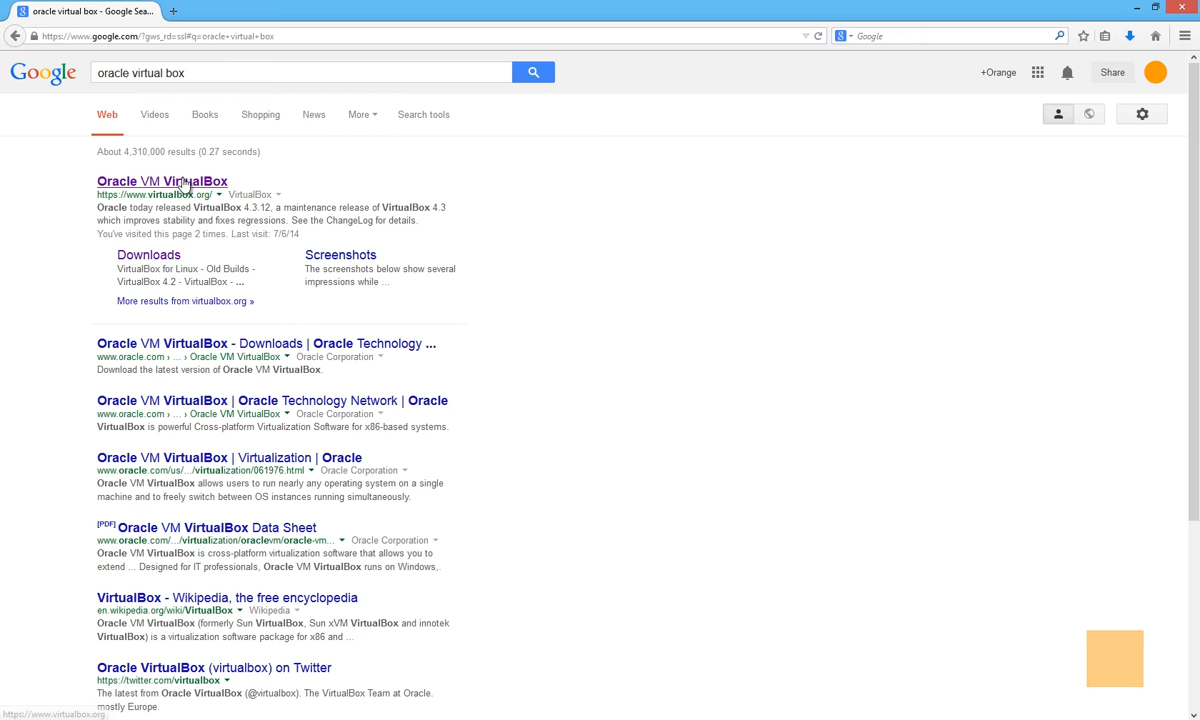 oracle virtual box - Google Sea...
https://www.google.com/?gws_rd=ssl#q=oracle+virtual+box
Google
Google
oracle virtual box
+Orange
Share
Web Videos Books Shopping News More Search tools
About 4,310,000 results (0.27 seconds)
Oracle VM VirtualBox
https://www.virtualbox.org/ VirtualBox
Oracle today released VirtualBox 4.3.12, a maintenance release of VirtualBox 4.3
which improves stability and fixes regressions. See the ChangeLog for details.
You've visited this page 2 times. Last visit: 7/6/14
Downloads
VirtualBox for Linux - Old Builds -
VirtualBox 4.2 - VirtualBox - ...
Screenshots
The screenshots below show several
impressions while ...
More results from virtualbox.org »
Oracle VM VirtualBox - Downloads | Oracle Technology ...
www.oracle.com › ... › Oracle VM VirtualBox Oracle Corporation
Download the latest version of Oracle VM VirtualBox.
Oracle VM VirtualBox | Oracle Technology Network | Oracle
www.oracle.com › ... › Oracle VM VirtualBox Oracle Corporation
VirtualBox is powerful Cross-platform Virtualization Software for x86-based systems.
Oracle VM VirtualBox | Virtualization | Oracle
www.oracle.com/us/.../virtualization/061976.html Oracle Corporation
Oracle VM VirtualBox allows users to run nearly any operating system on a single
machine and to freely switch between OS instances running simultaneously.
[PDF] Oracle VM VirtualBox Data Sheet
www.oracle.com/.../virtualization/oraclevm/oracle-vm... Oracle Corporation
Oracle VM VirtualBox is cross-platform virtualization software that allows you to
extend ... Designed for IT professionals, Oracle VM VirtualBox runs on Windows,.
VirtualBox - Wikipedia, the free encyclopedia
en.wikipedia.org/wiki/VirtualBox Wikipedia
Oracle VM VirtualBox (formerly Sun VirtualBox, Sun xVM VirtualBox and innotek
VirtualBox) is a virtualization software package for x86 and ...
Oracle VirtualBox (virtualbox) on Twitter
https://twitter.com/virtualbox
The latest from Oracle VirtualBox (@virtualbox). The VirtualBox Team at Oracle.
mostly Europe.
https://www.virtualbox.org